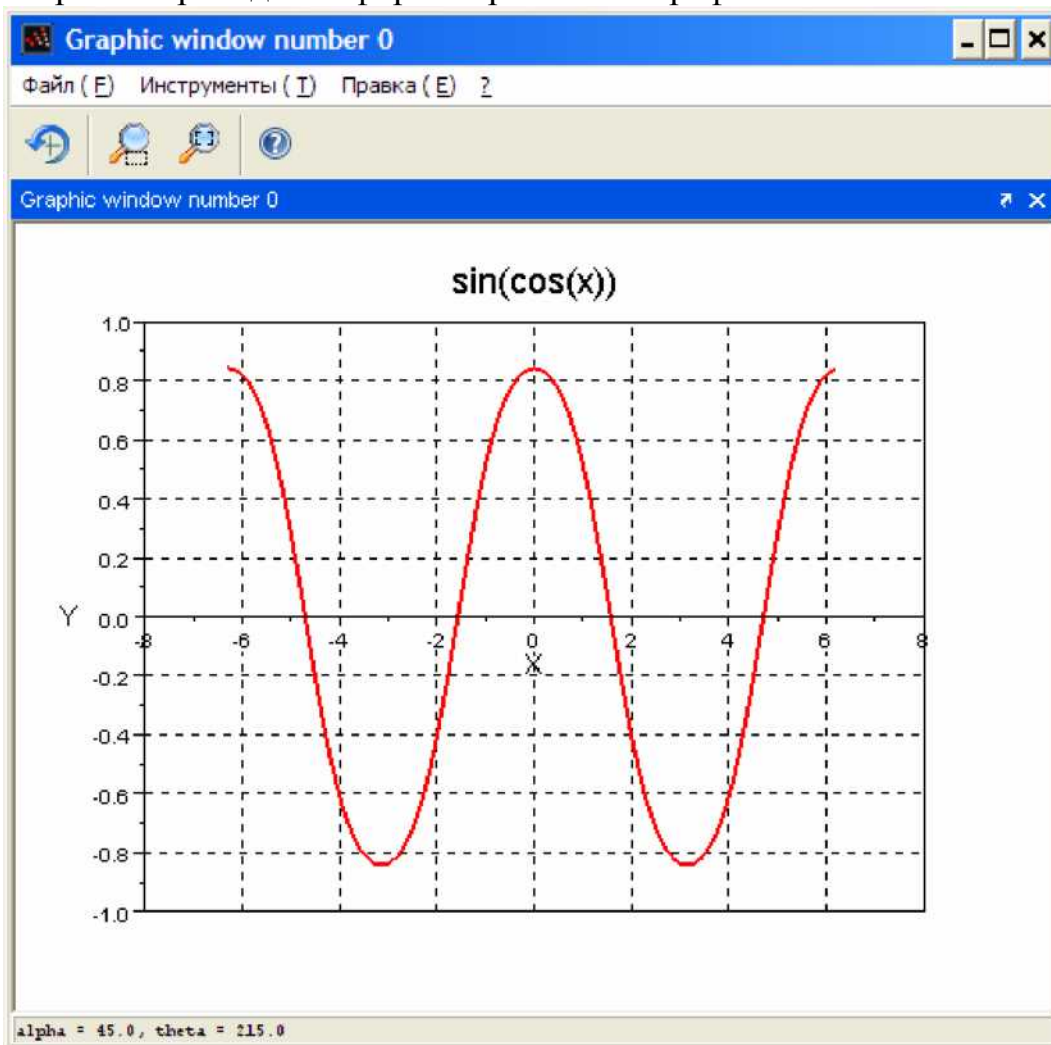 Graphic window number 0
Файл ( F) Инструменты ( T) Правка ( E) ?
Graphic window number 0
sin(cos(x))
1.0
0.8
0.6
0.4
0.2
Y 0.0
-8 -6 -4 -2 0 2 4 6 8
X
-0.2
-0.4
-0.6
-0.8
-1.0
alpha = 45.0, theta = 215.0